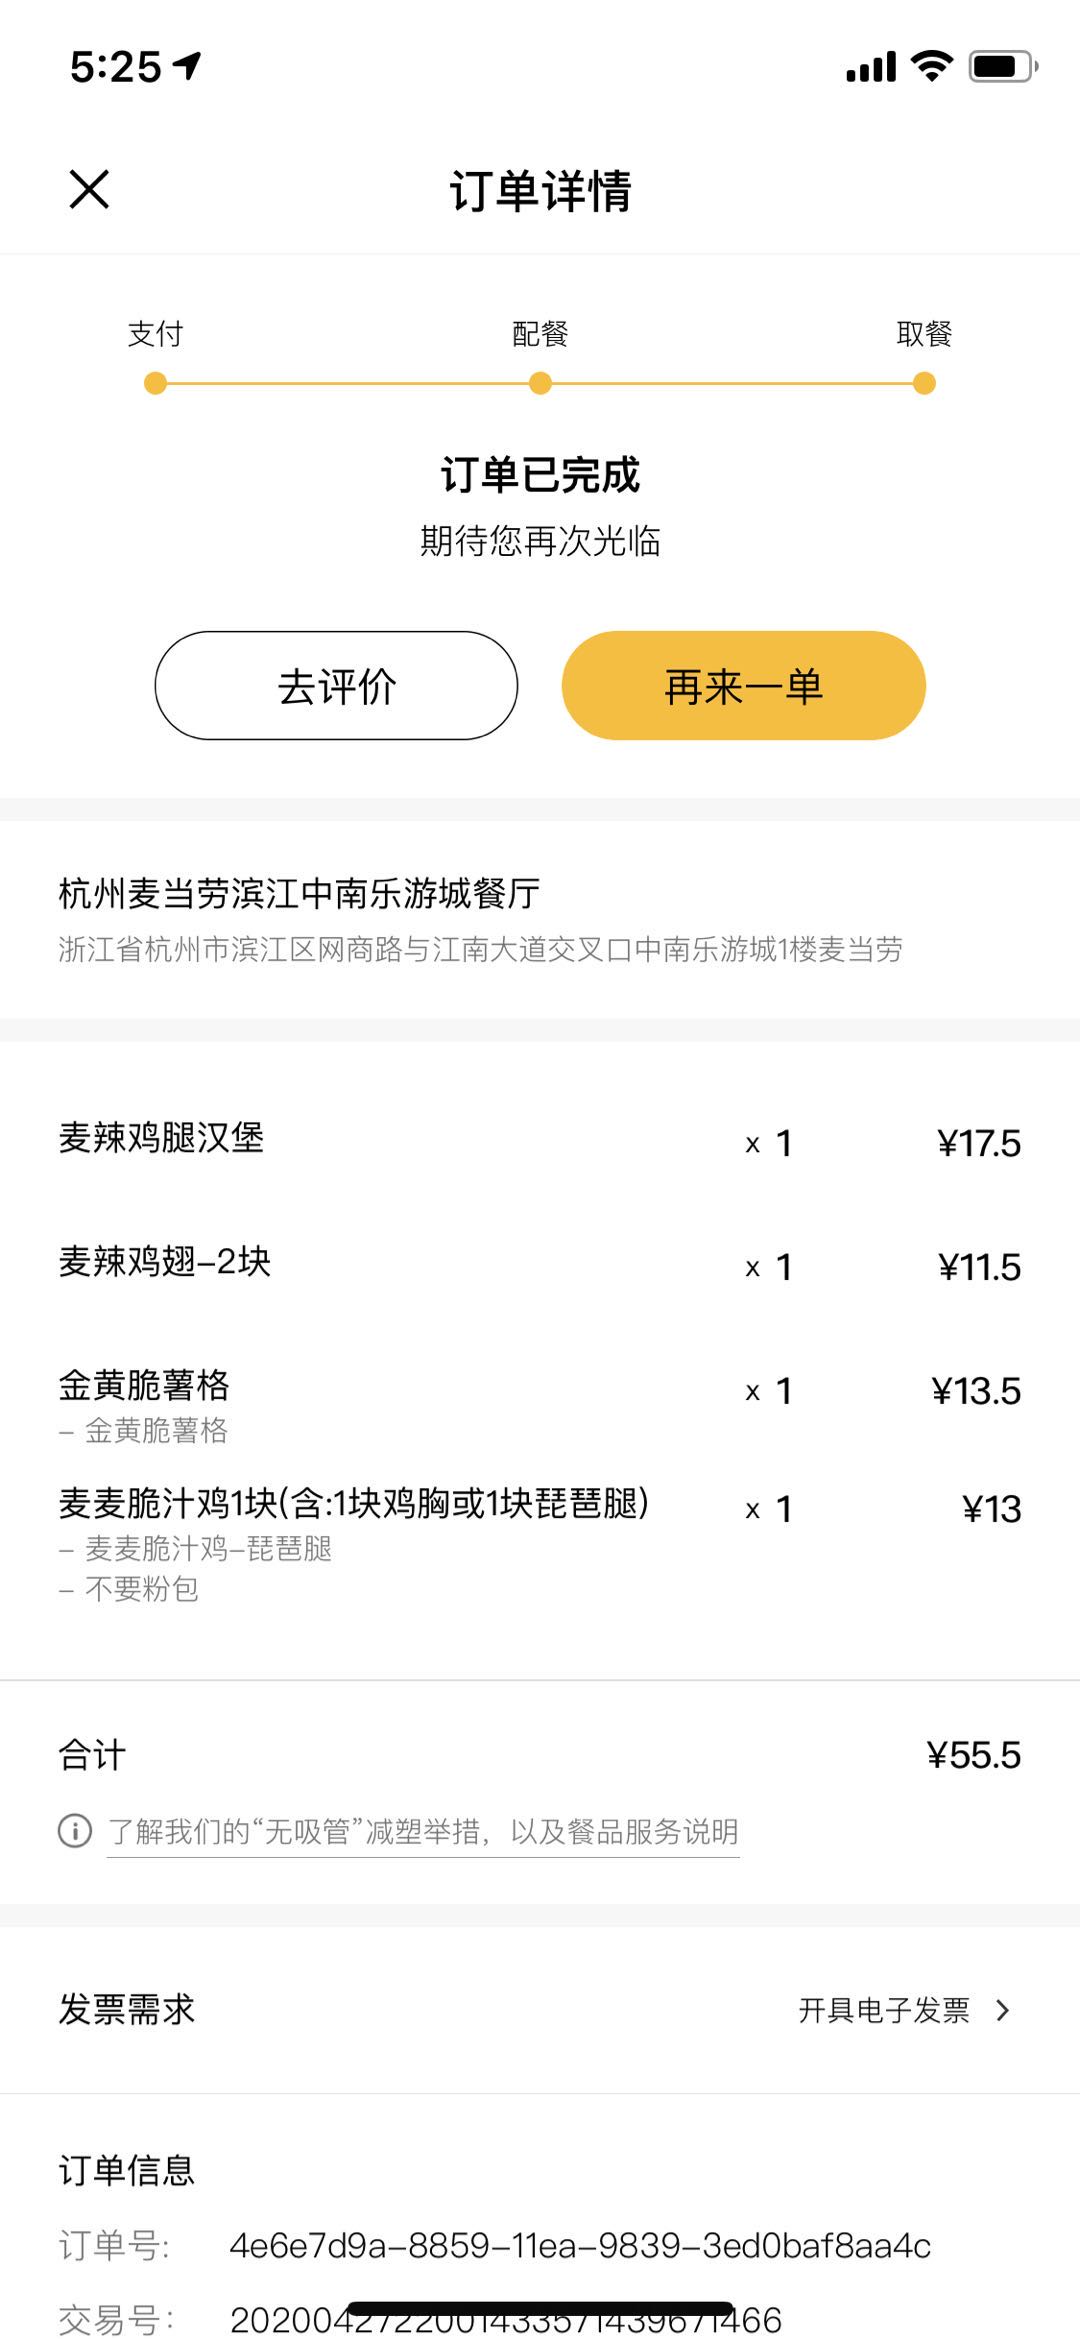 5:25
订单详情
支付 配餐 取餐
订单已完成
期待您再次光临
去评价 再来一单
杭州麦当劳滨江中南乐游城餐厅
浙江省杭州市滨江区网商路与江南大道交叉口中南乐游城1楼麦当劳
麦辣鸡腿汉堡 x 1 ¥17.5
麦辣鸡翅-2块 x 1 ¥11.5
金黄脆薯格 x 1 ¥13.5
- 金黄脆薯格
麦麦脆汁鸡1块(含:1块鸡胸或1块琵琶腿) x 1 ¥13
- 麦麦脆汁鸡-琵琶腿
- 不要粉包
合计 ¥55.5
了解我们的“无吸管”减塑举措，以及餐品服务说明
发票需求 开具电子发票
订单信息
订单号: 4e6e7d9a-8859-11ea-9839-3ed0baf8aa4c
交易号: